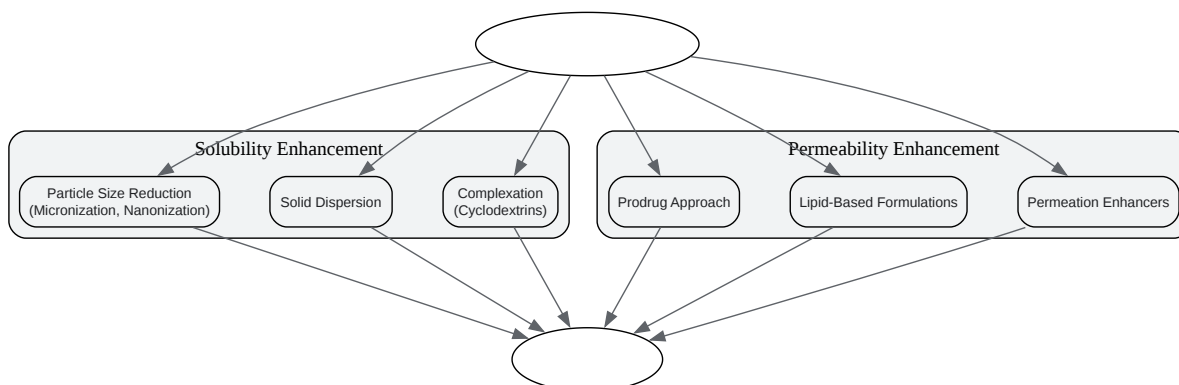 Solubility Enhancement
Particle Size Reduction
(Micronization, Nanonization)
Solid Dispersion
Complexation
(Cyclodextrins)
Permeability Enhancement
Prodrug Approach
Lipid-Based Formulations
Permeation Enhancers